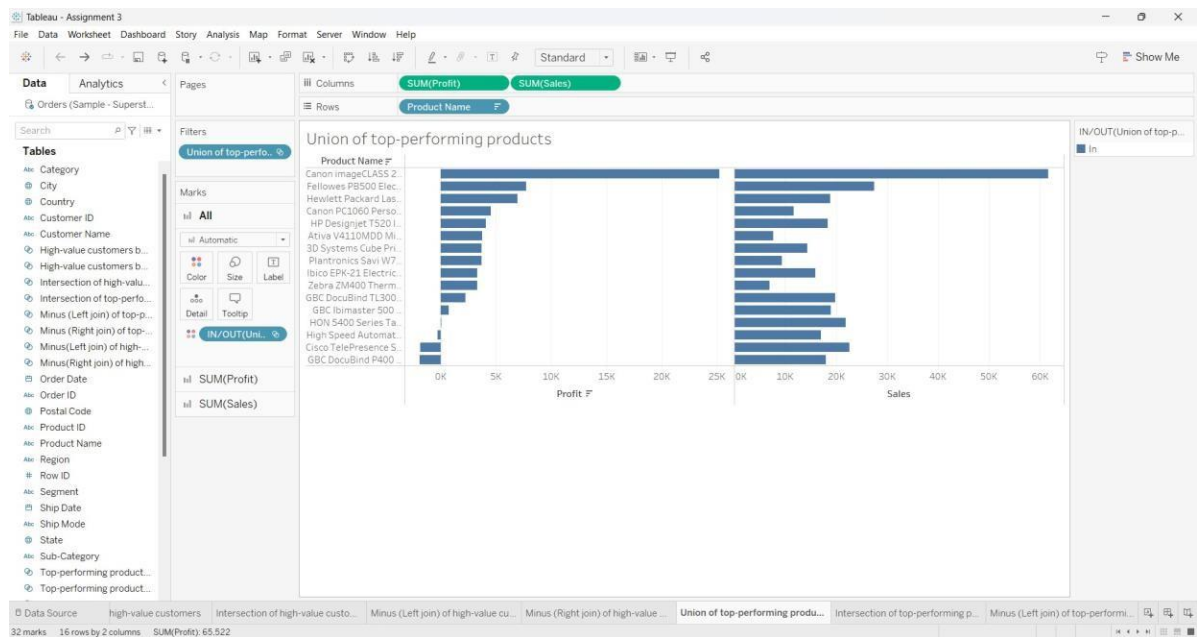 Tableau - Assignment 3
File Data Worksheet Dashboard Story Analysis Map Format Server Window Help
Standard
Show Me
Data Analytics
Orders (Sample - Superst...
Search
Tables
Abc Category
City
Country
Abc Customer ID
Abc Customer Name
High-value customers b...
High-value customers b...
Intersection of high-valu...
Intersection of top-perfo...
Minus (Left join) of top-p...
Minus (Right join) of top-...
Minus(Left join) of high-...
Minus(Right join) of high...
Order Date
Abc Order ID
Postal Code
Abc Product ID
Abc Product Name
Abc Region
# Row ID
Abc Segment
Ship Date
Abc Ship Mode
State
Abc Sub-Category
Top-performing product...
Top-performing product...
Pages
Filters
Union of top-perfo..
Marks
All
Automatic
Color Size Label
Detail Tooltip
IN/OUT(Uni..
SUM(Profit)
SUM(Sales)
Columns SUM(Profit) SUM(Sales)
Rows Product Name
Union of top-performing products
Product Name
Canon imageCLASS 2..
Fellowes PB500 Elec..
Hewlett Packard Las..
Canon PC1060 Perso..
HP Designjet T520 I..
Ativa V4110MDD Mi..
3D Systems Cube Pri..
Plantronics Savi W7..
Ibico EPK-21 Electric..
Zebra ZM400 Therm..
GBC DocuBind TL300..
GBC Ibimaster 500 ..
HON 5400 Series Ta..
High Speed Automat..
Cisco TelePresence S..
GBC DocuBind P400 ..
0K 5K 10K 15K 20K 25K 0K 10K 20K 30K 40K 50K 60K
Profit Sales
IN/OUT(Union of top-p...
In
Data Source high-value customers Intersection of high-value custo... Minus (Left join) of high-value cu... Minus (Right join) of high-value ... Union of top-performing produ... Intersection of top-performing p... Minus (Left join) of top-performi...
32 marks 16 rows by 2 columns SUM(Profit): 65.522